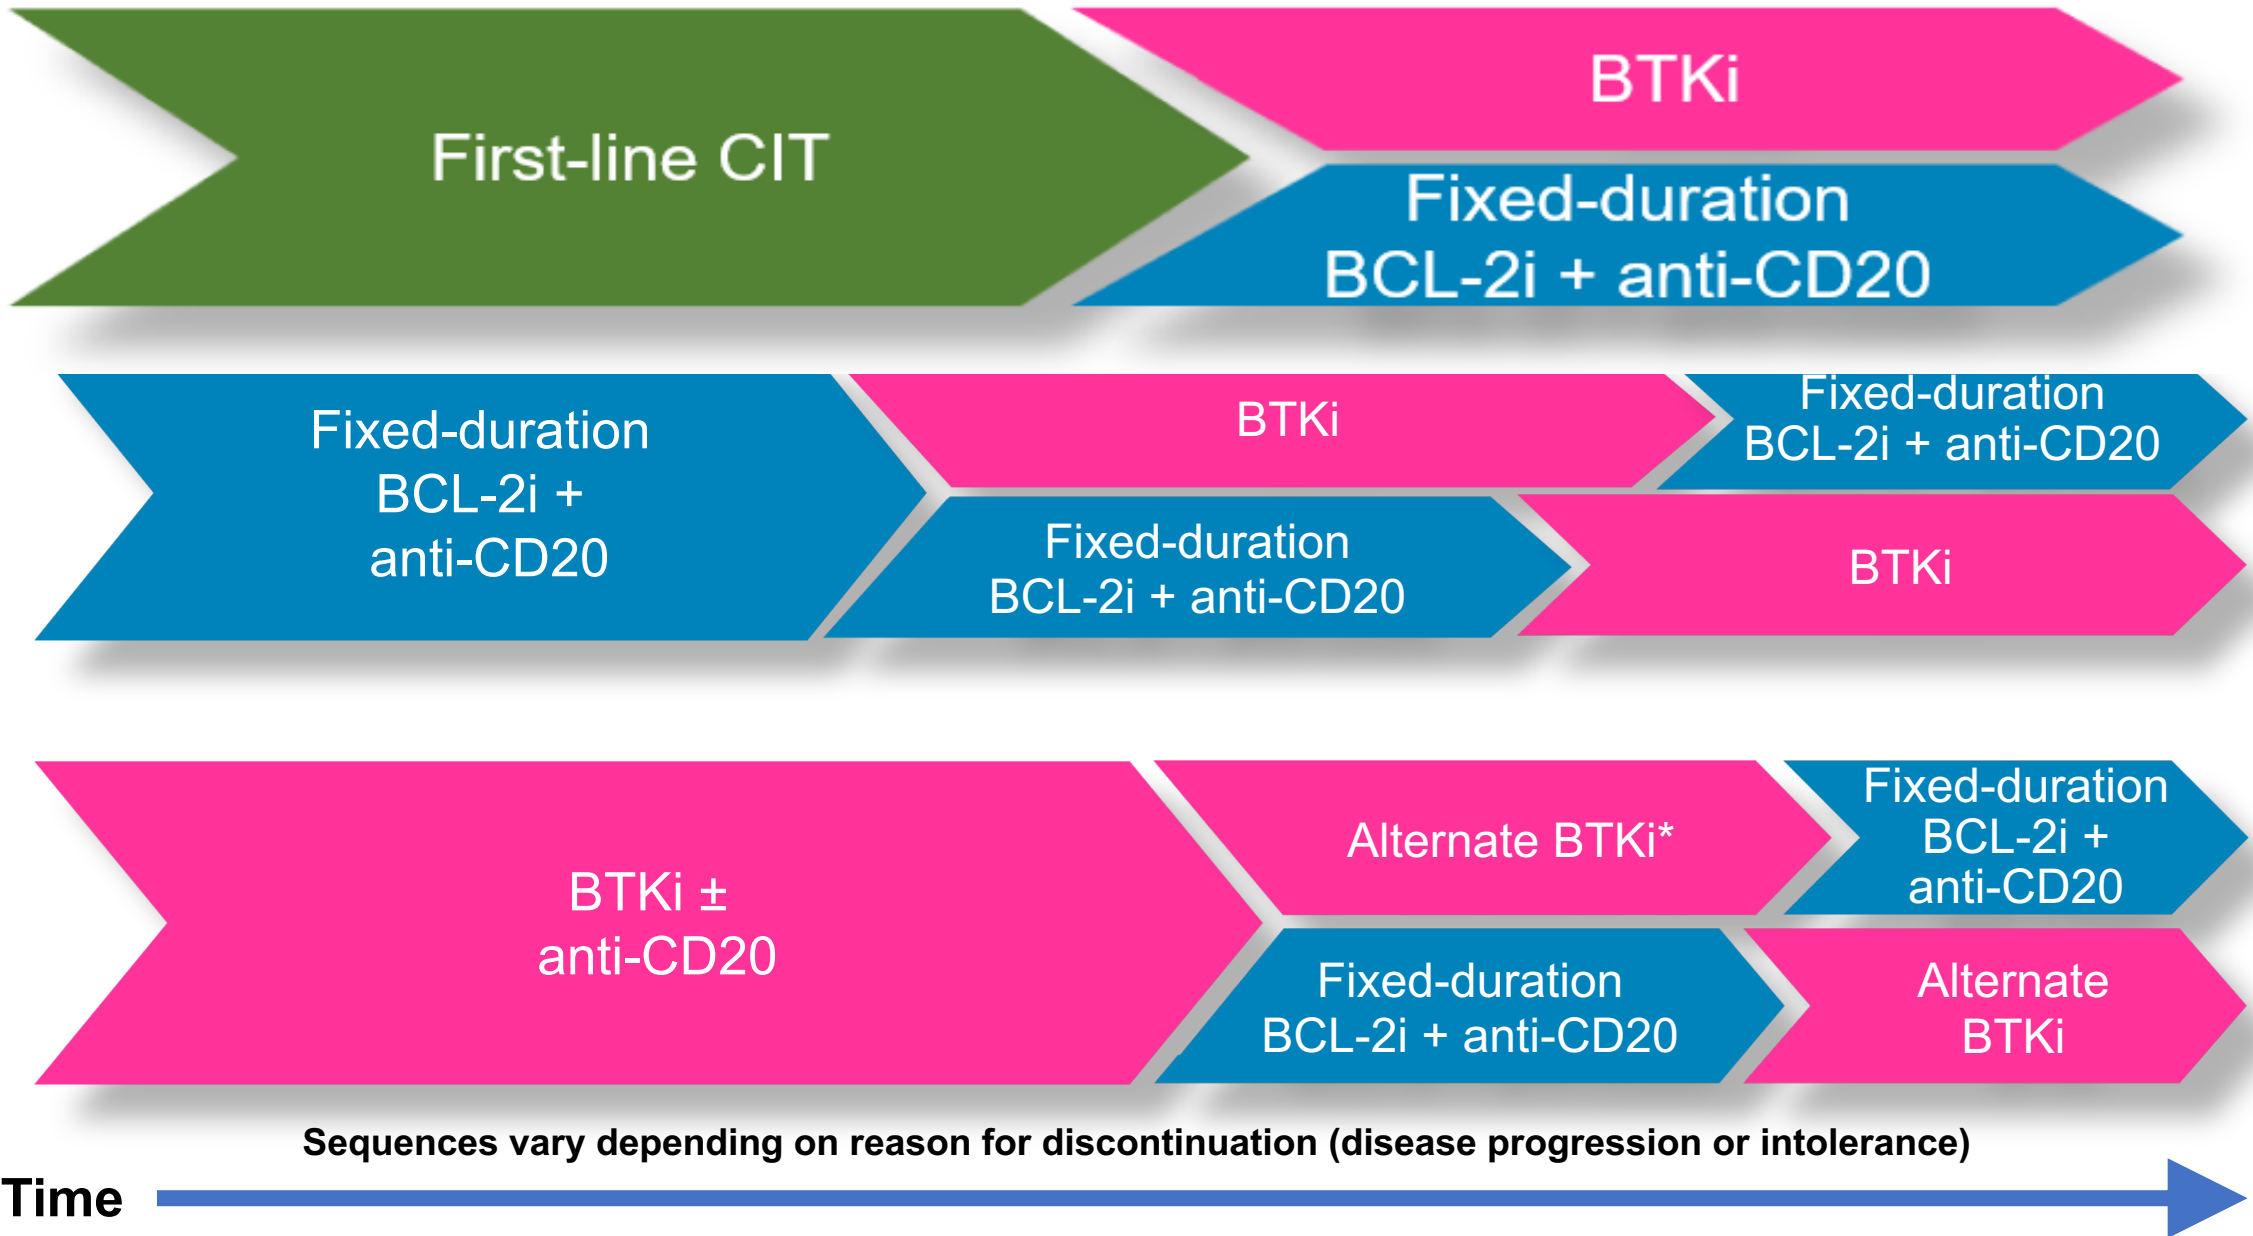 First-line CIT
BTKi
Fixed-duration
BCL-2i + anti-CD20
Fixed-duration
BCL-2i +
anti-CD20
BTKi
Fixed-duration
BCL-2i + anti-CD20
Fixed-duration
BCL-2i + anti-CD20
BTKi
BTKi ±
anti-CD20
Alternate BTKi*
Fixed-duration
BCL-2i +
anti-CD20
Fixed-duration
BCL-2i + anti-CD20
Alternate
BTKi
Sequences vary depending on reason for discontinuation (disease progression or intolerance)
Time